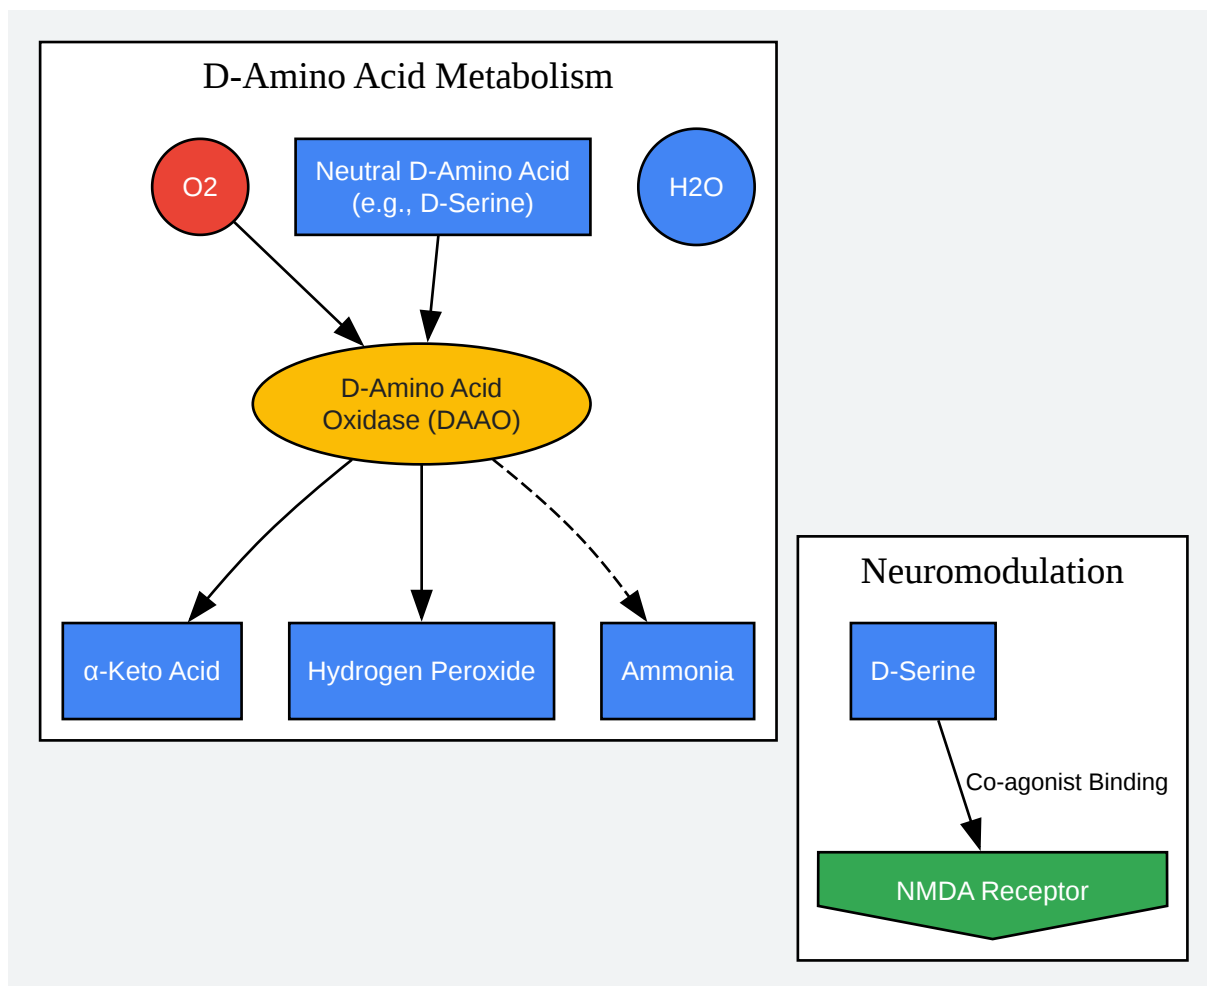 D-Amino Acid Metabolism
O2
Neutral D-Amino Acid
(e.g., D-Serine)
H2O
D-Amino Acid
Oxidase (DAAO)
α-Keto Acid
Hydrogen Peroxide
Ammonia
Neuromodulation
D-Serine
Co-agonist Binding
NMDA Receptor